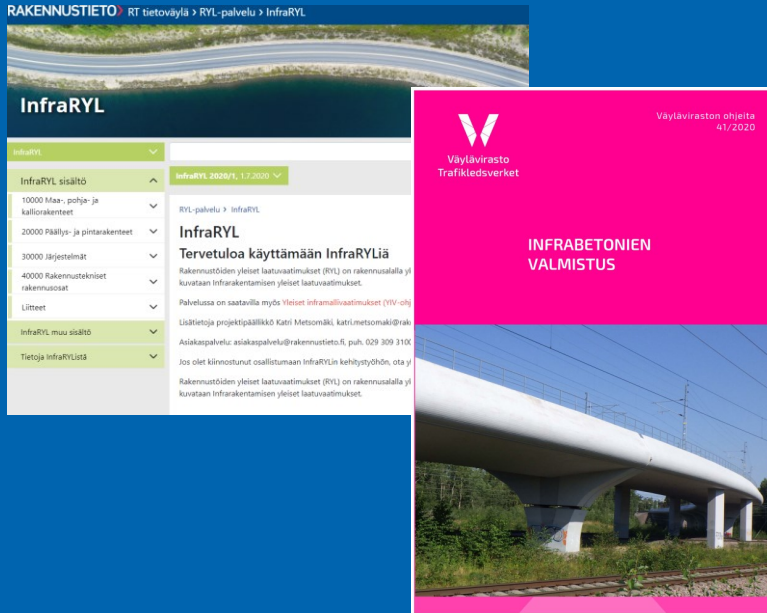 RAKENNUSTIETO› RT tietoväylä › RYL-palvelu › InfraRYL
InfraRYL
InfraRYL
InfraRYL sisältö
10000 Maa-, pohja- ja
kalliorakenteet
20000 Päällys- ja pintarakenteet
30000 Järjestelmät
40000 Rakennustekniset
rakennusosat
Liitteet
InfraRYL muu sisältö
Tietoja InfraRYListä
InfraRYL 2020/1, 1.7.2020
RYL-palvelu › InfraRYL
InfraRYL
Tervetuloa käyttämään InfraRYLiä
Rakennustöiden yleiset laatuvaatimukset (RYL) on rakennusalalla
kuvataan Infrarakentamisen yleiset laatuvaatimukset.
Palvelussa on saatavilla myös Yleiset inframallivaatimukset (YIV-ohj
Lisätietoja projektipäällikkö Katri Metsomäki, katri.metsomaki@rak
Asiakaspalvelu: asiakaspalvelu@rakennustieto.fi, puh. 029 309 310
Jos olet kiinnostunut osallistumaan InfraRYLin kehitystyöhön, ota
Rakennustöiden yleiset laatuvaatimukset (RYL) on rakennusalalla
kuvataan Infrarakentamisen yleiset laatuvaatimukset.
Väylävirasto
Trafikledsverket
Väyläviraston ohjeita
41/2020
INFRABETONIEN
VALMISTUS